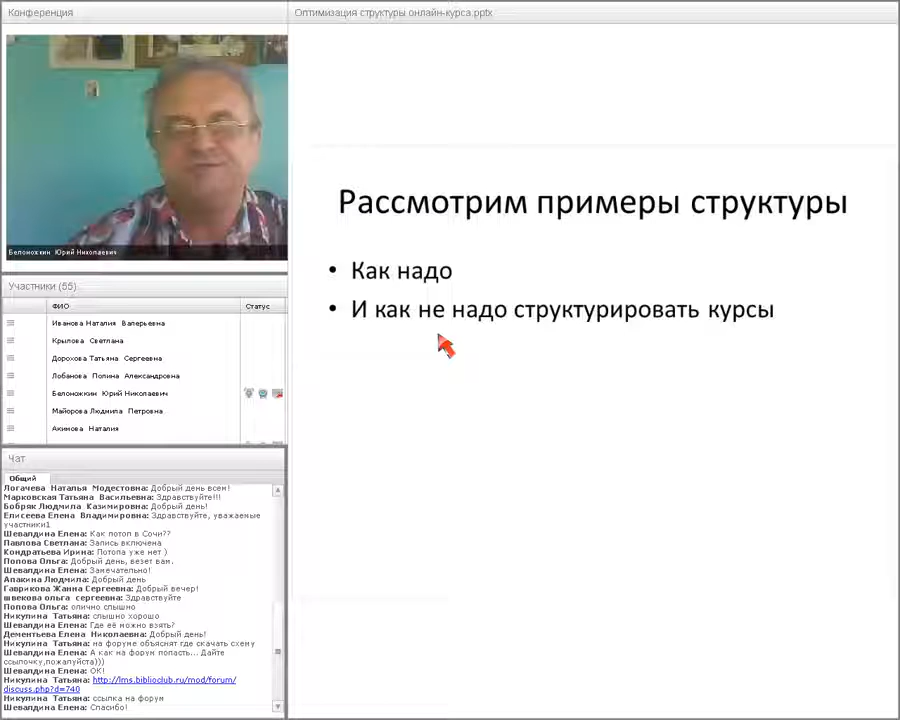 Конференция
Белоножкин Юрий Николаевич
Участники (55)
ФИО Статус
Иванова Наталия Валерьевна
Крылова Светлана
Дорохова Татьяна Сергеевна
Лобанова Полина Александровна
Белоножкин Юрий Николаевич
Майорова Людмила Петровна
Акимова Наталия
Чат
Общий
Логачева Наталья Модестовна: Добрый день всем!
Марковская Татьяна Васильевна: Здравствуйте!!!
Бобряк Людмила Казимировна: Добрый день!
Елисеева Елена Владимировна: Здравствуйте, уважаемые
участники1
Шевалдина Елена: Как потоп в Сочи??
Павлова Светлана: Запись включена
Кондратьева Ирина: Потопа уже нет )
Попова Ольга: Добрый день, везет вам.
Шевалдина Елена: Замечательно!
Апакина Людмила: Добрый день
Гаврикова Жанна Сергеевна: Добрый вечер!
швекова ольга сергеевна: Здравствуйте
Попова Ольга: олично слышно
Никулина Татьяна: слышно хорошо
Шевалдина Елена: Где её можно взять?
Дементьева Елена Николаевна: Добрый день!
Никулина Татьяна: на форуме объяснят где скачать схему
Шевалдина Елена: А как на форум попасть... Дайте
ссылочку,пожалуйста)))
Шевалдина Елена: ОК!
Никулина Татьяна: http://lms.biblioclub.ru/mod/forum/
discuss.php?d=740
Никулина Татьяна: ссылка на форум
Шевалдина Елена: Спасибо!
Оптимизация структуры онлайн-курса.pptx
Рассмотрим примеры структуры
• Как надо
• И как не надо структурировать курсы